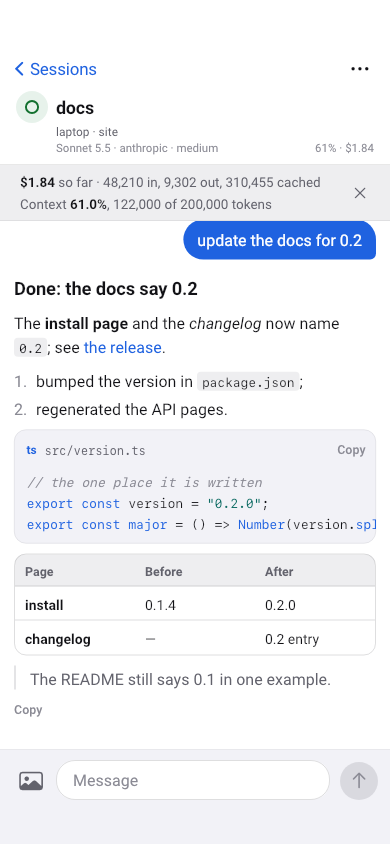 Sessions
docs
laptop · site
Sonnet 5.5 · anthropic · medium
61% · $1.84
$1.84 so far · 48,210 in, 9,302 out, 310,455 cached
Context 61.0%, 122,000 of 200,000 tokens
update the docs for 0.2
Done: the docs say 0.2
The install page and the changelog now name
0.2; see the release.
1. bumped the version in package.json;
2. regenerated the API pages.
ts src/version.ts
Copy
// the one place it is written
export const version = "0.2.0";
export const major = () => Number(version.spl
Page Before After
install 0.1.4 0.2.0
changelog — 0.2 entry
The README still says 0.1 in one example.
Copy
Message